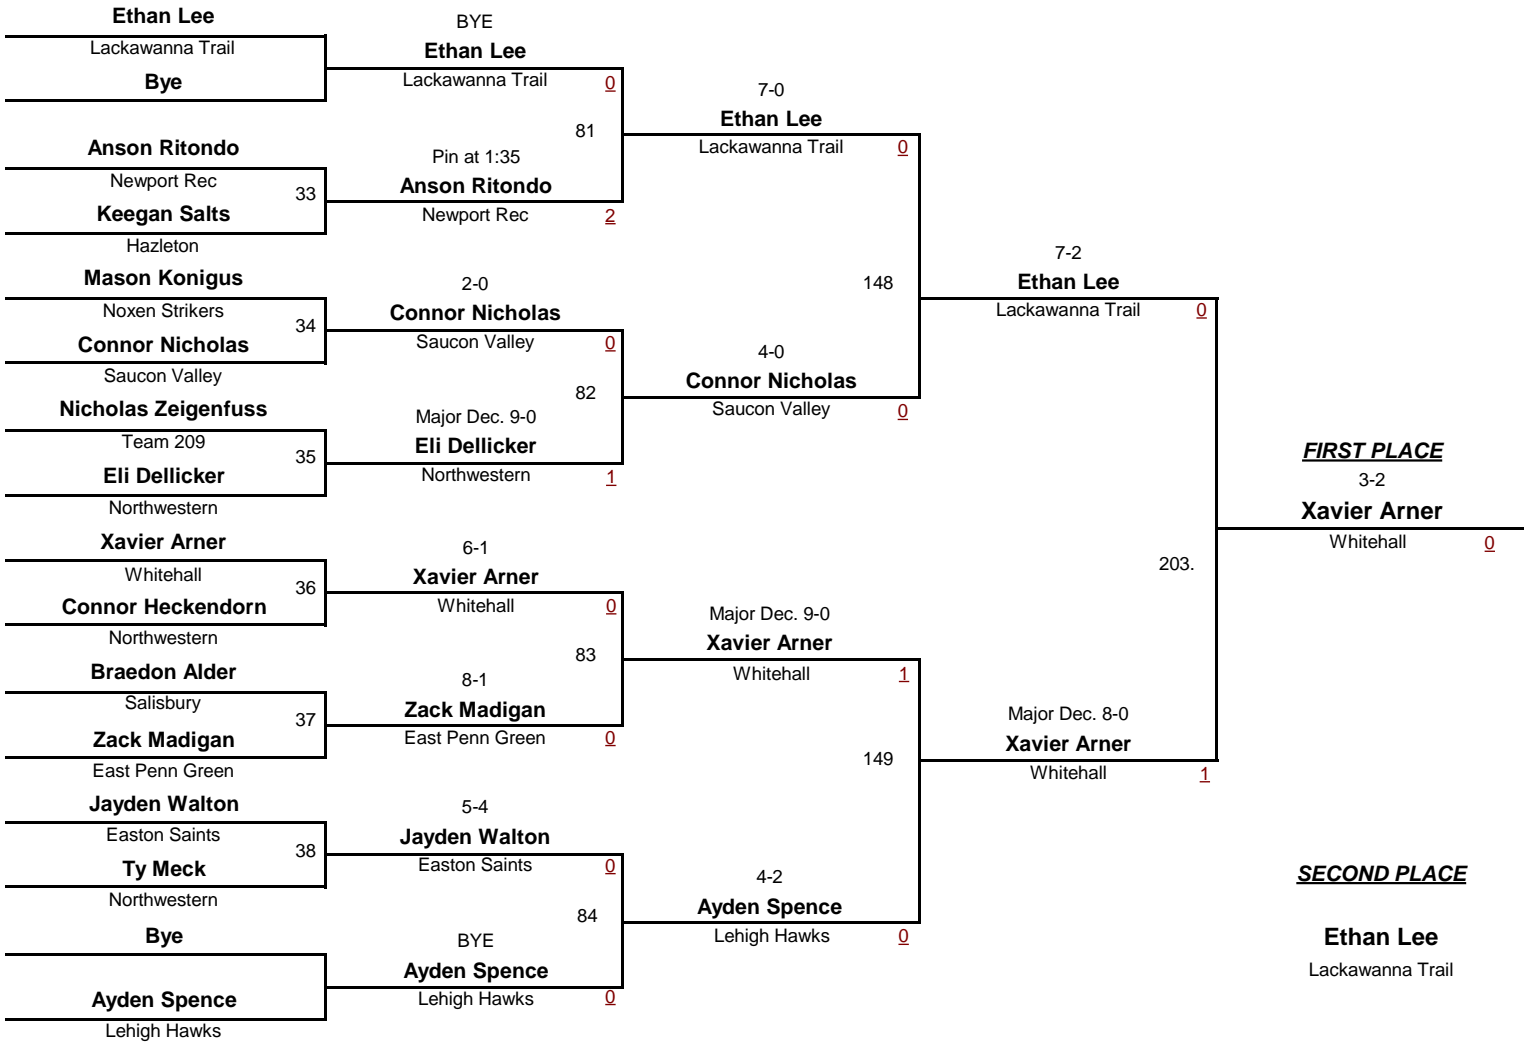 Ethan Lee
Lackawanna Trail
Bye
Anson Ritondo
Newport Rec
33
Keegan Salts
Hazleton
Mason Konigus
Noxen Strikers
34
Connor Nicholas
Saucon Valley
Nicholas Zeigenfuss
Team 209
35
Eli Dellicker
Northwestern
Xavier Arner
Whitehall
36
Connor Heckendorn
Northwestern
Braedon Alder
Salisbury
37
Zack Madigan
East Penn Green
Jayden Walton
Easton Saints
38
Ty Meck
Northwestern
Bye
Ayden Spence
Lehigh Hawks
BYE
Ethan Lee
Lackawanna Trail 0
81
Pin at 1:35
Anson Ritondo
Newport Rec 2
2-0
Connor Nicholas
Saucon Valley 0
82
Major Dec. 9-0
Eli Dellicker
Northwestern 1
6-1
Xavier Arner
Whitehall 0
83
8-1
Zack Madigan
East Penn Green 0
5-4
Jayden Walton
Easton Saints 0
84
BYE
Ayden Spence
Lehigh Hawks 0
7-0
Ethan Lee
Lackawanna Trail 0
148
4-0
Connor Nicholas
Saucon Valley 0
Major Dec. 9-0
Xavier Arner
Whitehall 1
149
4-2
Ayden Spence
Lehigh Hawks 0
7-2
Ethan Lee
Lackawanna Trail 0
203.
Major Dec. 8-0
Xavier Arner
Whitehall 1
FIRST PLACE
3-2
Xavier Arner
Whitehall 0
SECOND PLACE
Ethan Lee
Lackawanna Trail